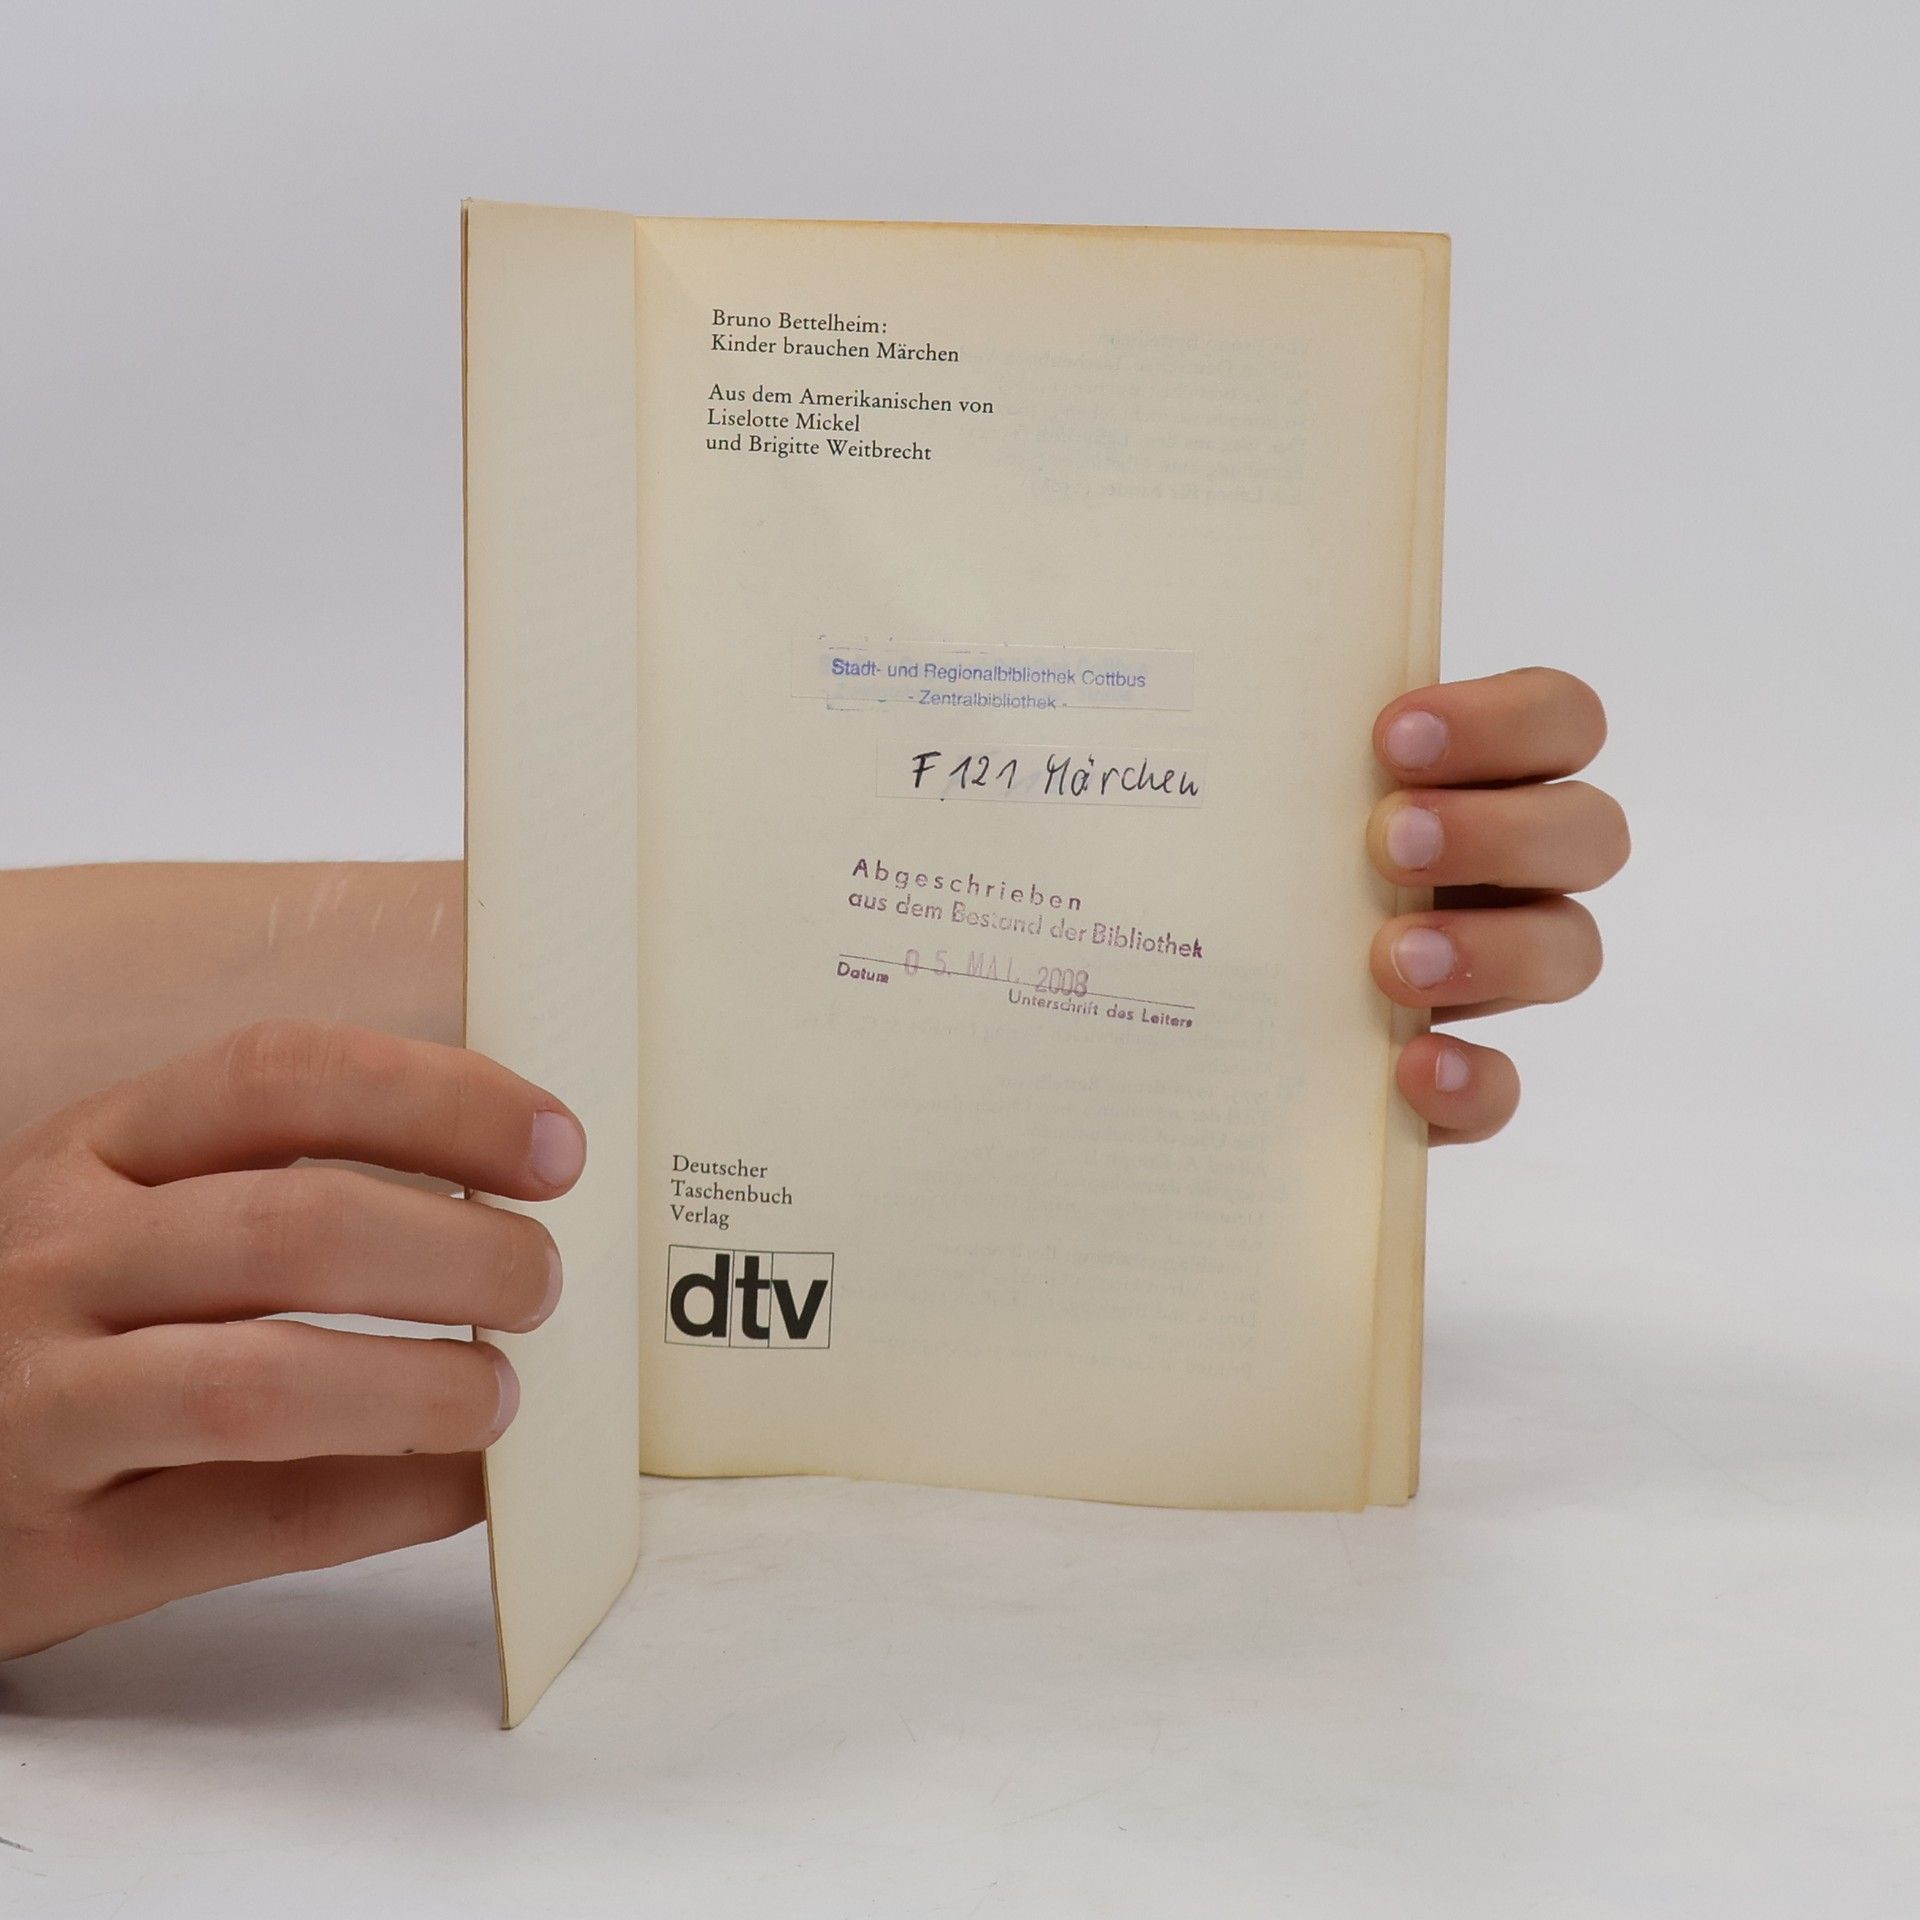 Bruno Bettelheim:
Kinder brauchen Märchen
Aus dem Amerikanischen von
Liselotte Mickel
und Brigitte Weitbrecht
Stadt- und Regionalbibliothek Cottbus
- Zentralbibliothek -
F 121 Märchen
Abgeschrieben
aus dem Bestand der Bibliothek
05. MAI. 2008
Datum
Unterschrift des Leiters
Deutscher
Taschenbuch
Verlag
dtv